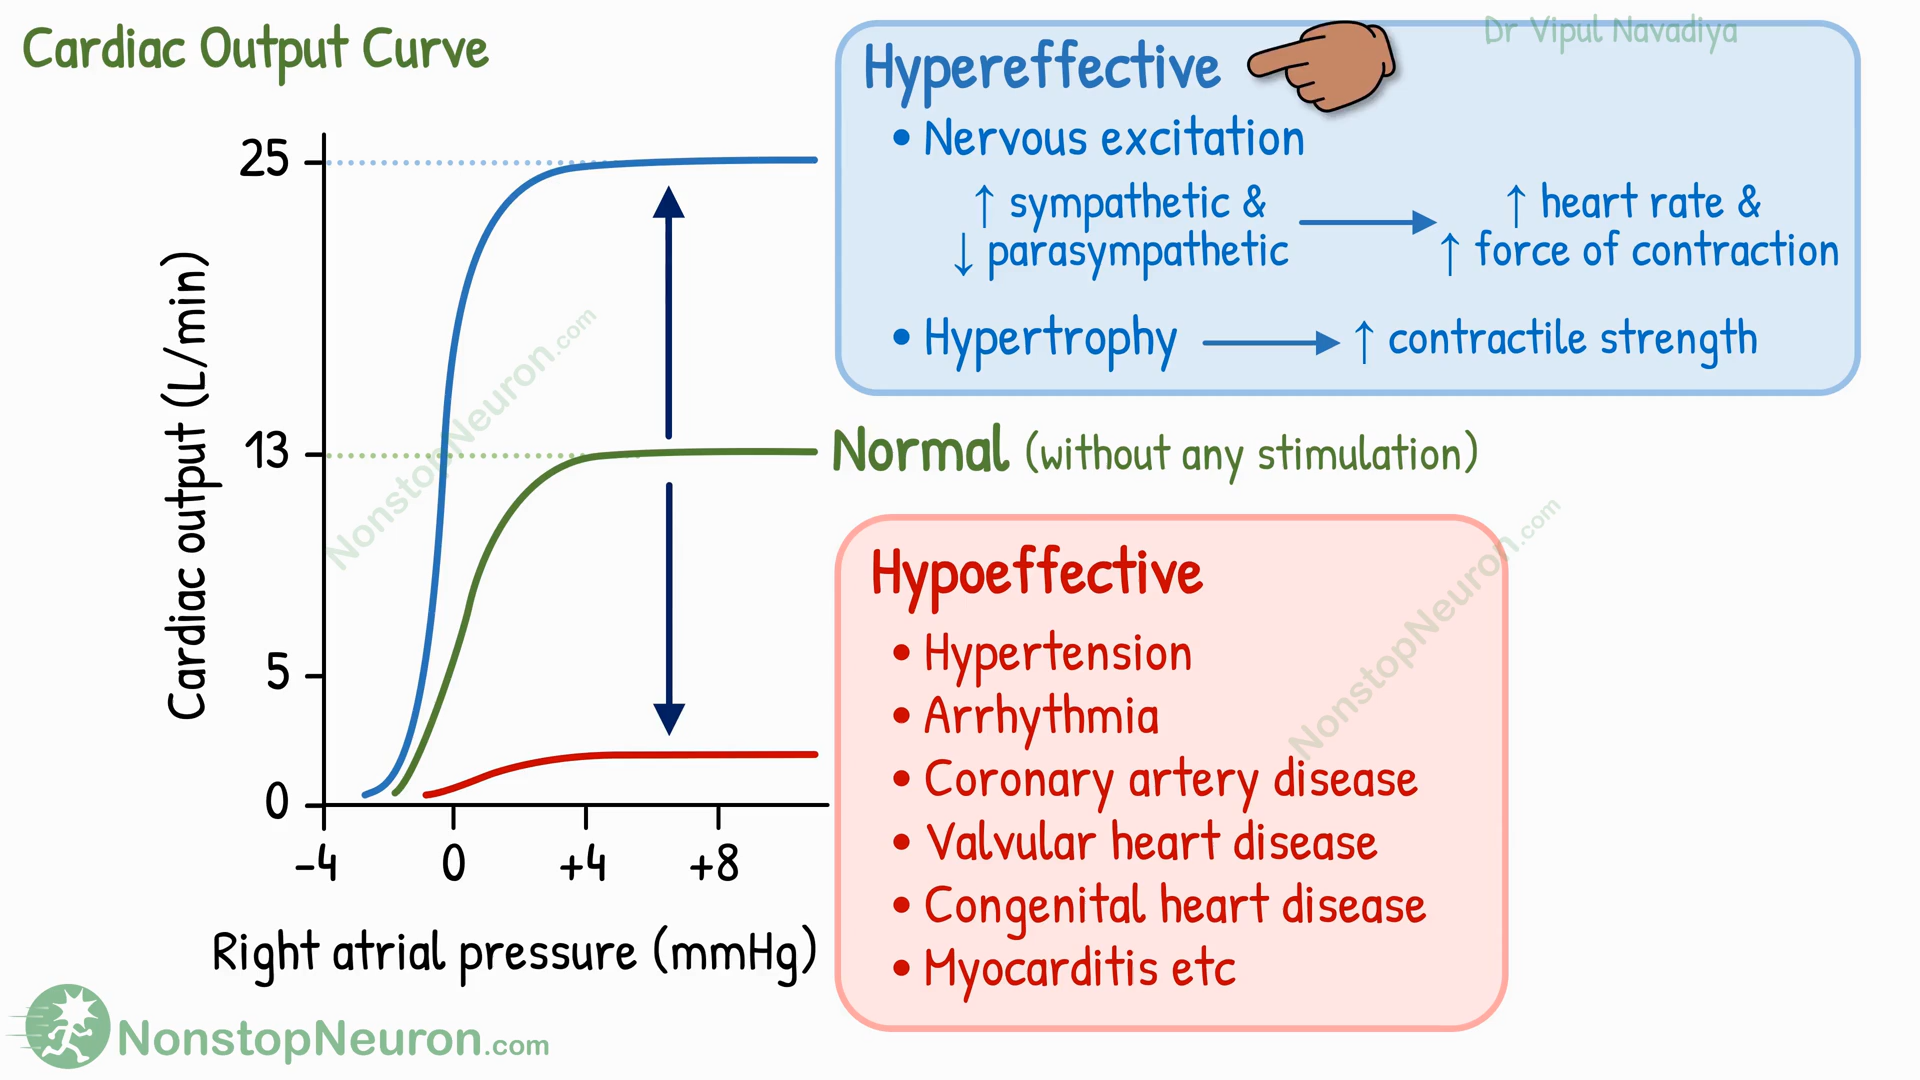 Cardiac Output Curve
Dr Vipul Navadiya
Hypereffective
• Nervous excitation
↑ sympathetic &
↓ parasympathetic
↑ heart rate &
↑ force of contraction
• Hypertrophy
↑ contractile strength
Normal (without any stimulation)
Hypoeffective
• Hypertension
• Arrhythmia
• Coronary artery disease
• Valvular heart disease
• Congenital heart disease
• Myocarditis etc
Cardiac output (L/min)
25
13
5
0
-4 0 +4 +8
Right atrial pressure (mmHg)
NonstopNeuron.com
NonstopNeuron.com
NonstopNeuron.com